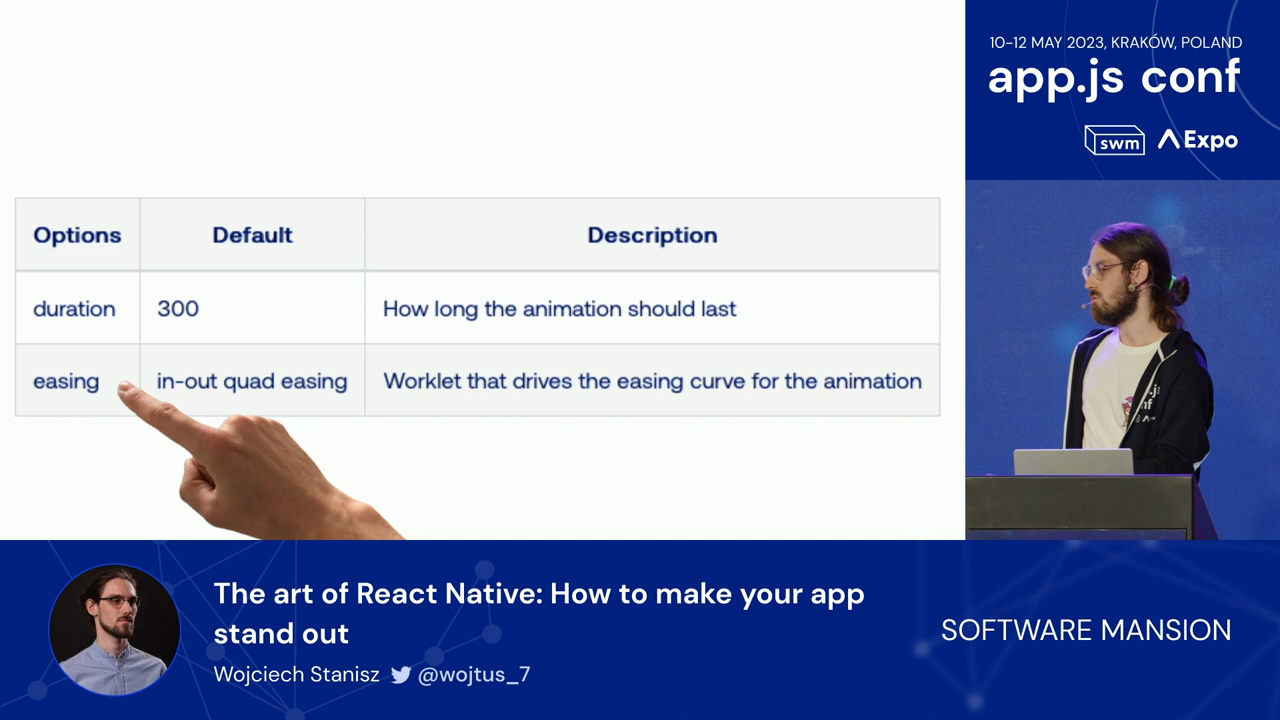 10-12 MAY 2023, KRAKÓW, POLAND
app.js conf
swm Expo
Options Default Description
duration 300 How long the animation should last
easing in-out quad easing Worklet that drives the easing curve for the animation
The art of React Native: How to make your app
stand out
Wojciech Stanisz @wojtus_7
SOFTWARE MANSION